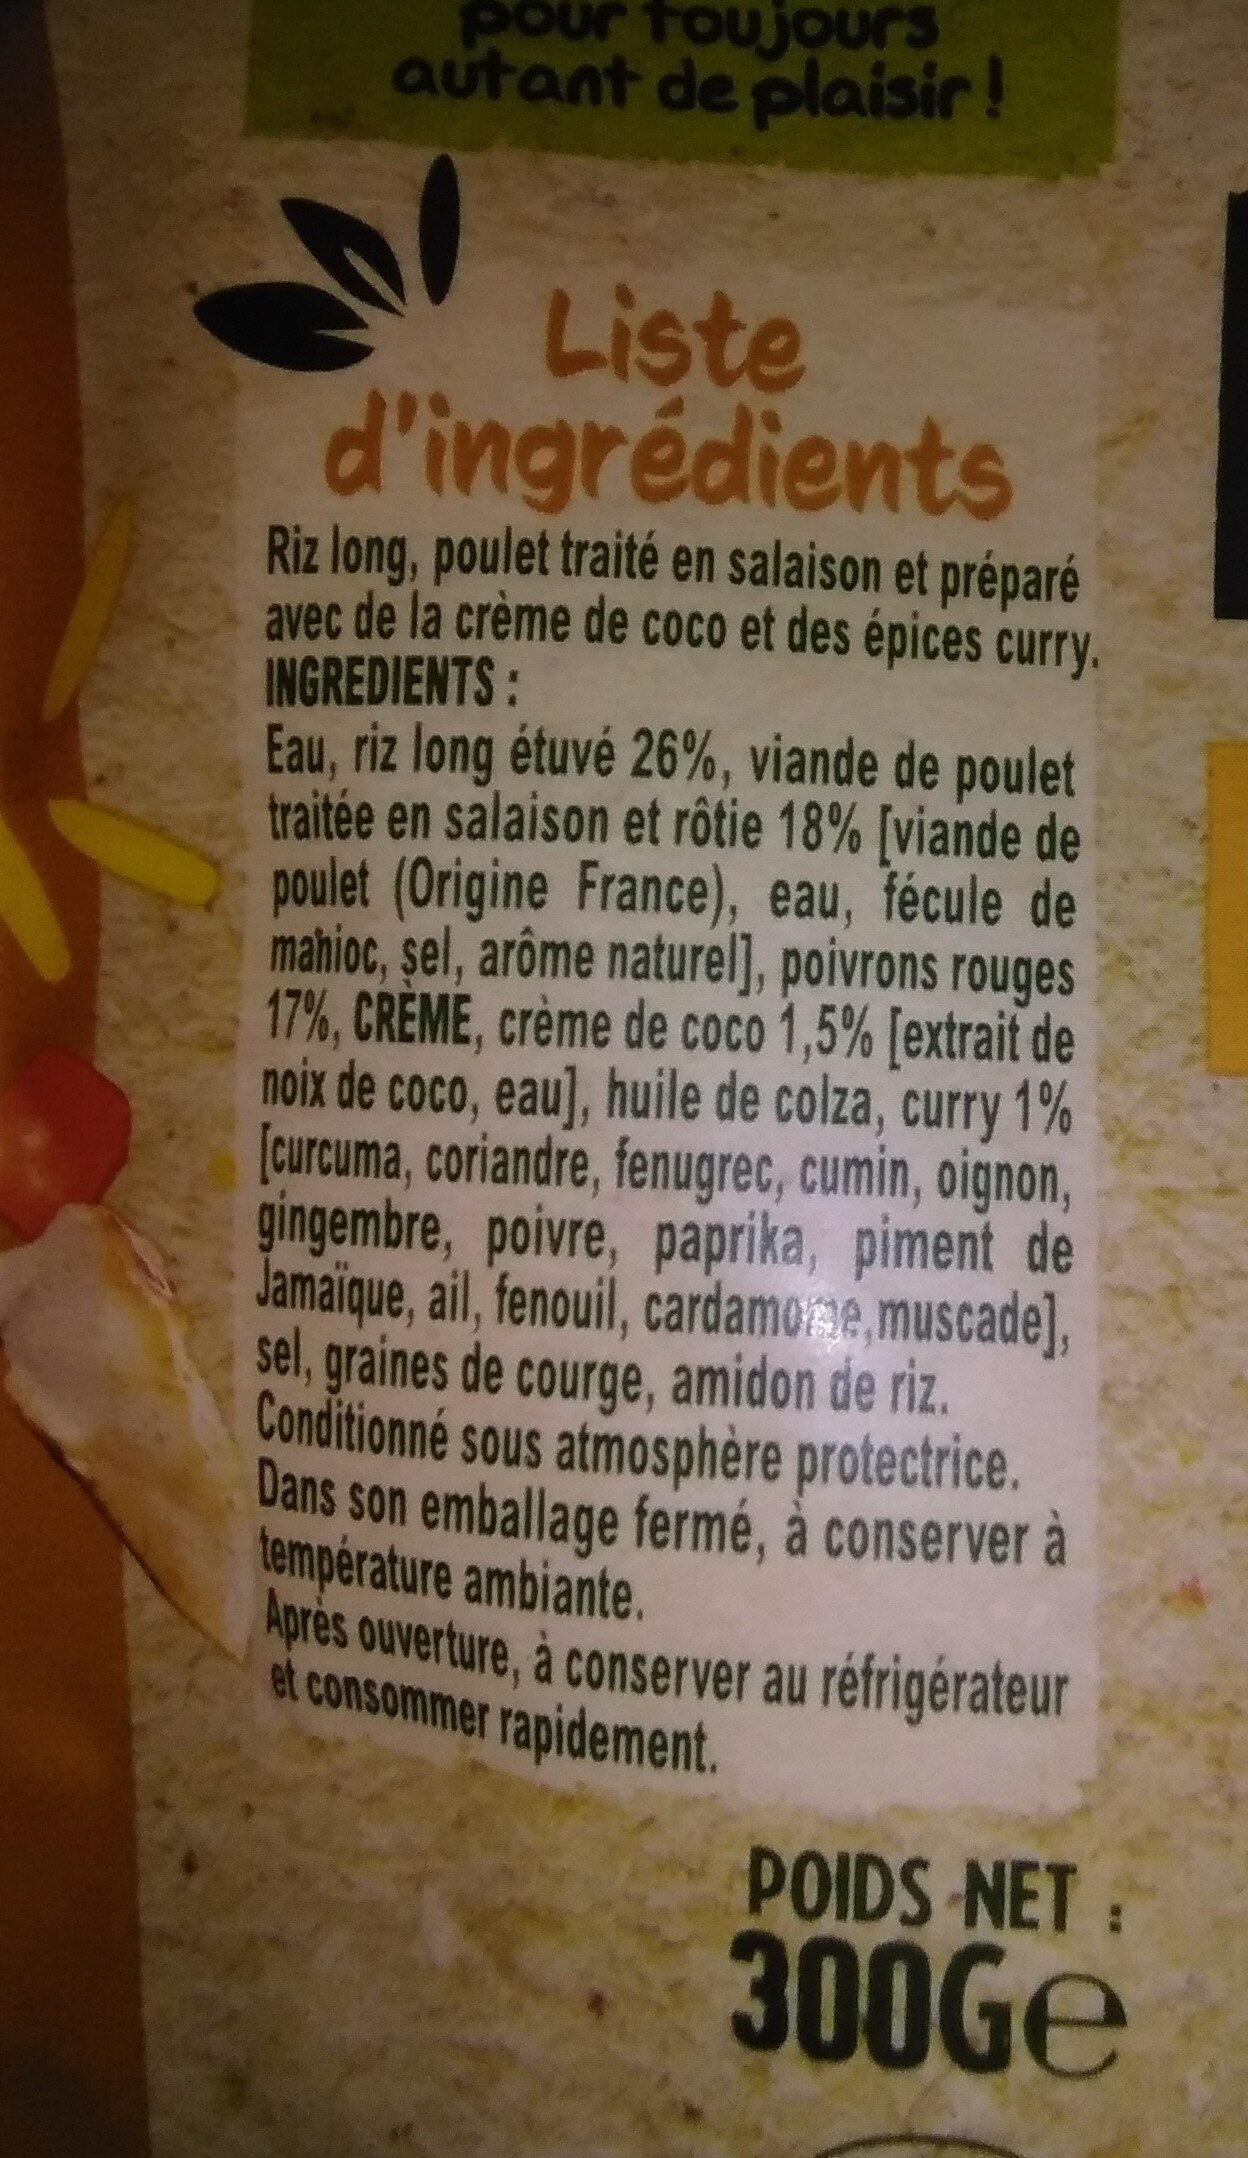 pour toujours
autant de plaisir !
Liste
d'ingrédients
Riz long, poulet traité en salaison et préparé
avec de la crème de coco et des épices curry.
INGREDIENTS :
Eau, riz long étuvé 26%, viande de poulet
traitée en salaison et rôtie 18% [viande de
poulet (Origine France), eau, fécule de
manioc, sel, arôme naturel], poivrons rouges
17%, CRÈME, crème de coco 1,5% [extrait de
noix de coco, eau], huile de colza, curry 1%
[curcuma, coriandre, fenugrec, cumin, oignon,
gingembre, poivre, paprika, piment de
Jamaïque, ail, fenouil, cardamome,muscade],
sel, graines de courge, amidon de riz.
Conditionné sous atmosphère protectrice.
Dans son emballage fermé, à conserver à
température ambiante.
Après ouverture, à conserver au réfrigérateur
et consommer rapidement.
POIDS NET :
300G℮